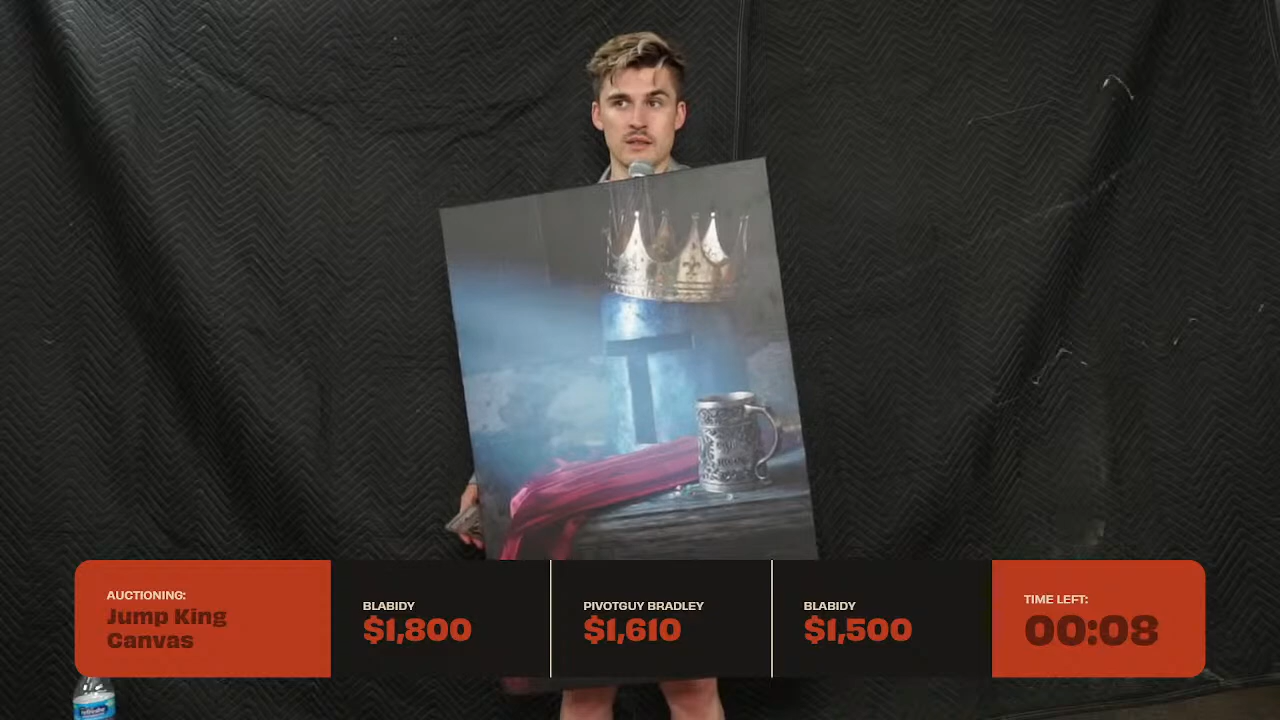 AUCTIONING:
Jump King
Canvas
BLABIDY
$1,800
PIVOTGUY BRADLEY
$1,610
BLABIDY
$1,500
TIME LEFT:
00:08